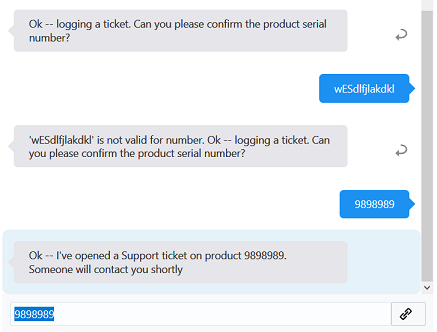 Ok -- logging a ticket. Can you please confirm the product serial
number?
wESdlfjlakdkl
'wESdlfjlakdkl' is not valid for number. Ok -- logging a ticket. Can
you please confirm the product serial number?
9898989
Ok -- I've opened a Support ticket on product 9898989.
Someone will contact you shortly
9898989